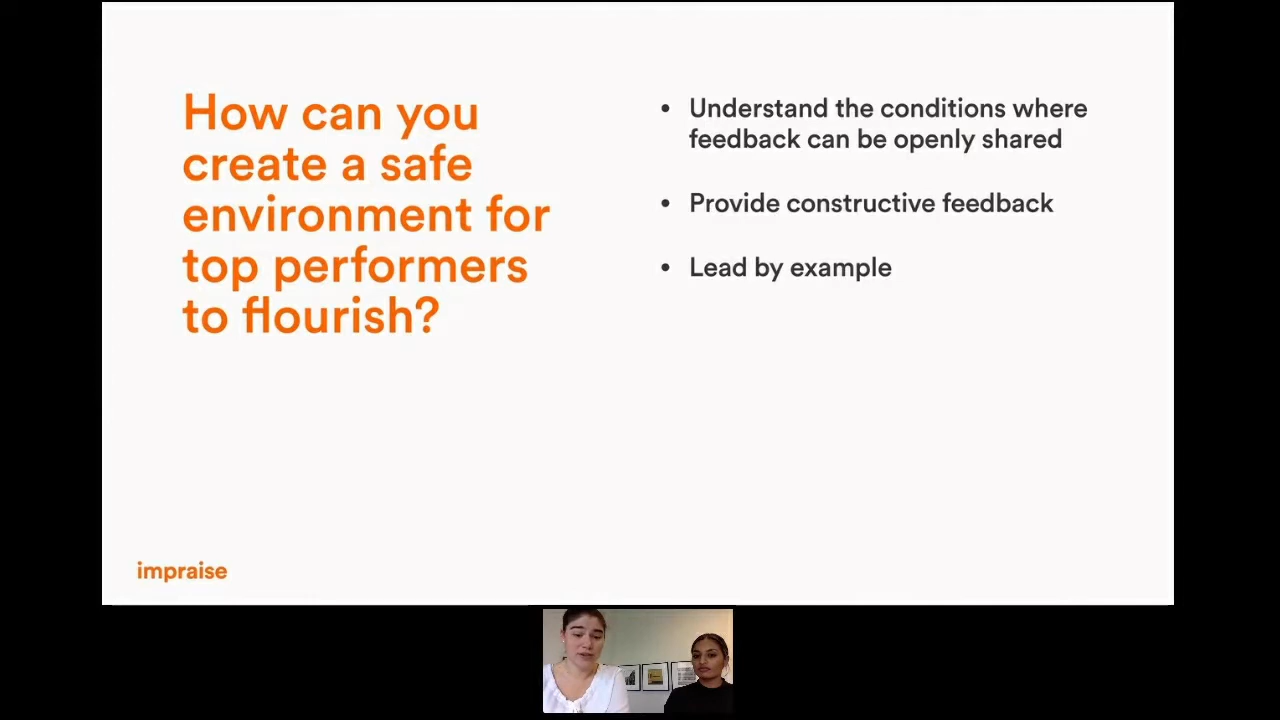 How can you
create a safe
environment for
top performers
to flourish?
• Understand the conditions where
feedback can be openly shared
• Provide constructive feedback
• Lead by example
impraise